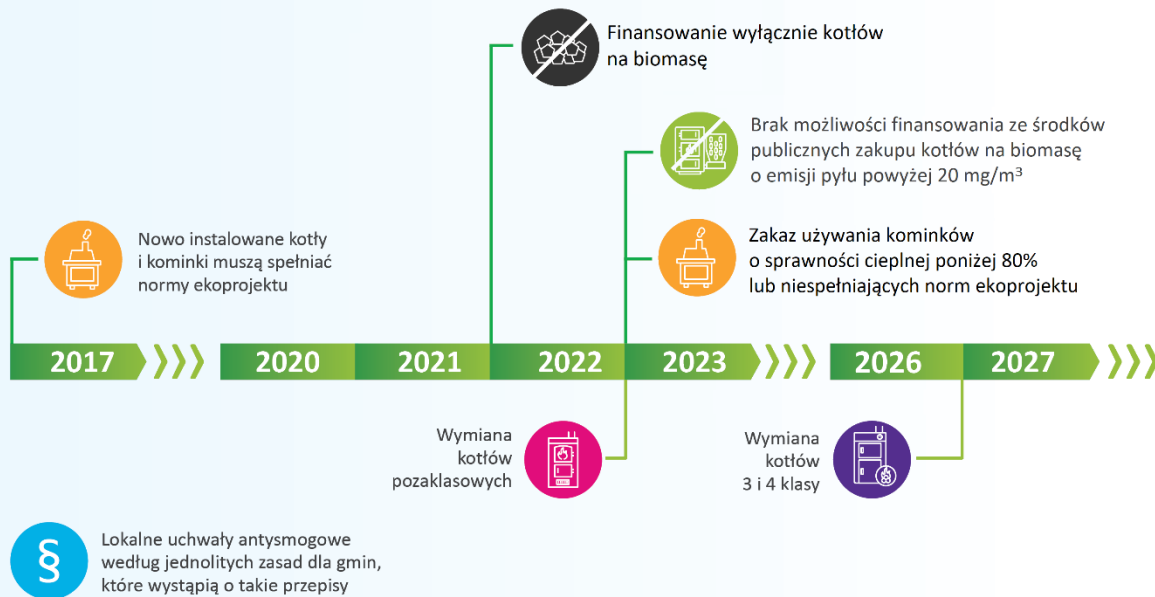 Finansowanie wyłącznie kotłów
na biomasę
Brak możliwości finansowania ze środków
publicznych zakupu kotłów na biomasę
o emisji pyłu powyżej 20 mg/m³
Nowo instalowane kotły
i kominki muszą spełniać
normy ekoprojektu
Zakaz używania kominków
o sprawności cieplnej poniżej 80%
lub niespełniających norm ekoprojektu
2017 2020 2021 2022 2023 2026 2027
Wymiana
kotłów
pozaklasowych
Wymiana
kotłów
3 i 4 klasy
§
Lokalne uchwały antysmogowe
według jednolitych zasad dla gmin,
które wystąpią o takie przepisy